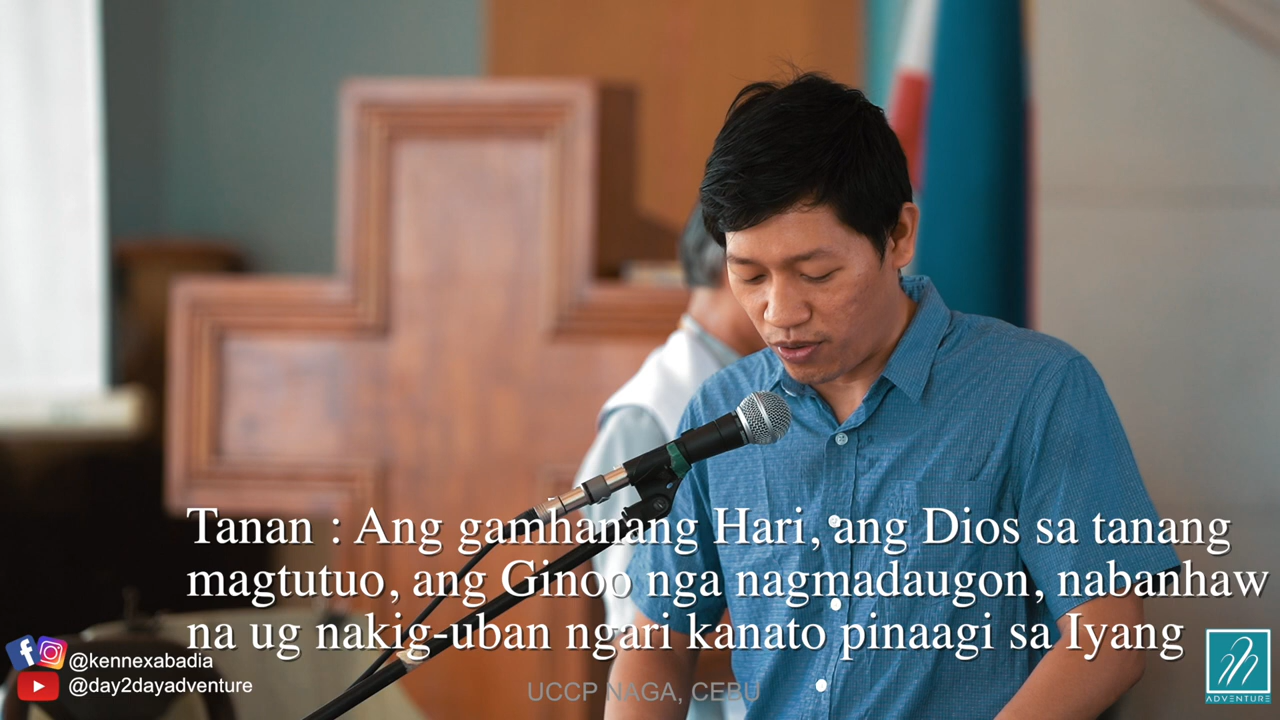 Tanan : Ang gamhanang Hari, ang Dios sa tanang
magtutuo, ang Ginoo nga nagmadaugon, nabanhaw
na ug nakig-uban ngari kanato pinaagi sa Iyang
@kennexabadia
@day2dayadventure
UCCP NAGA, CEBU
ADVENTURE